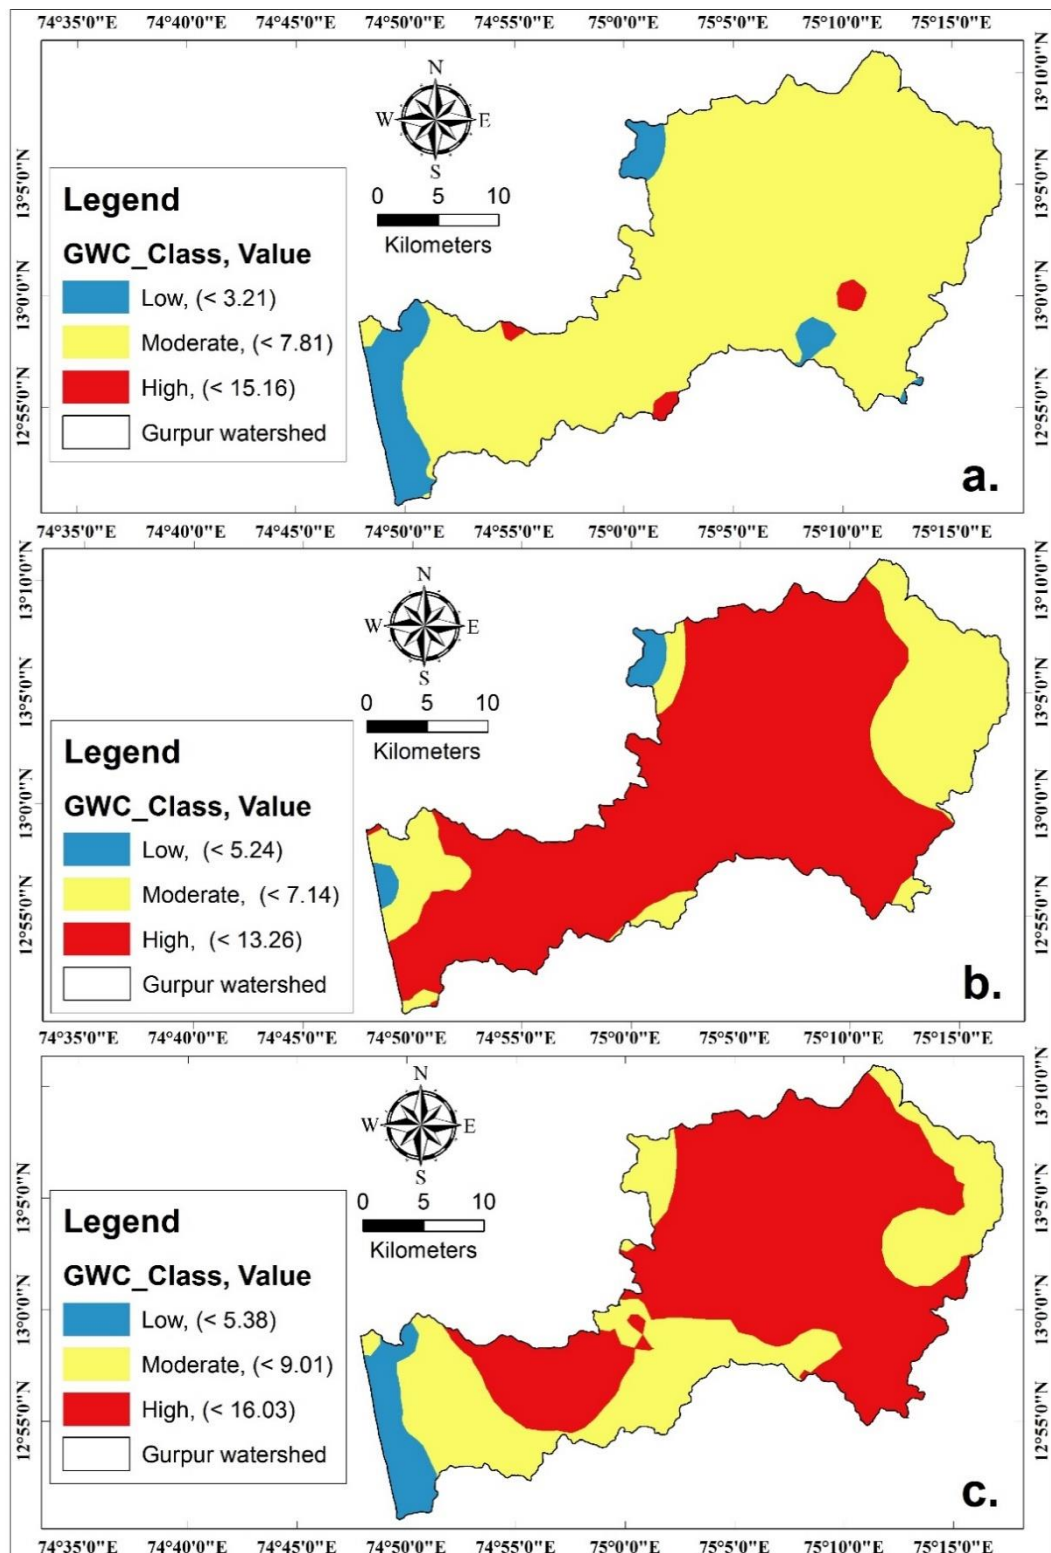 74°35'0"E 74°40'0"E 74°45'0"E 74°50'0"E 74°55'0"E 75°0'0"E 75°5'0"E 75°10'0"E 75°15'0"E
13°10'0"N
13°5'0"N
13°0'0"N
12°55'0"N
N
W E
S
0 5 10
Kilometers
Legend
GWC_Class, Value
Low, (< 3.21)
Moderate, (< 7.81)
High, (< 15.16)
Gurpur watershed
13°5'0"N
13°0'0"N
12°55'0"N
a.
74°35'0"E 74°40'0"E 74°45'0"E 74°50'0"E 74°55'0"E 75°0'0"E 75°5'0"E 75°10'0"E 75°15'0"E
13°10'0"N
13°5'0"N
13°0'0"N
12°55'0"N
N
W E
S
0 5 10
Kilometers
Legend
GWC_Class, Value
Low, (< 5.24)
Moderate, (< 7.14)
High, (< 13.26)
Gurpur watershed
13°10'0"N
13°5'0"N
13°0'0"N
12°55'0"N
b.
74°35'0"E 74°40'0"E 74°45'0"E 74°50'0"E 74°55'0"E 75°0'0"E 75°5'0"E 75°10'0"E 75°15'0"E
N
W E
S
0 5 10
Kilometers
Legend
GWC_Class, Value
Low, (< 5.38)
Moderate, (< 9.01)
High, (< 16.03)
Gurpur watershed
13°5'0"N
13°0'0"N
12°55'0"N
13°10'0"N
13°5'0"N
13°0'0"N
12°55'0"N
c.
74°35'0"E 74°40'0"E 74°45'0"E 74°50'0"E 74°55'0"E 75°0'0"E 75°5'0"E 75°10'0"E 75°15'0"E